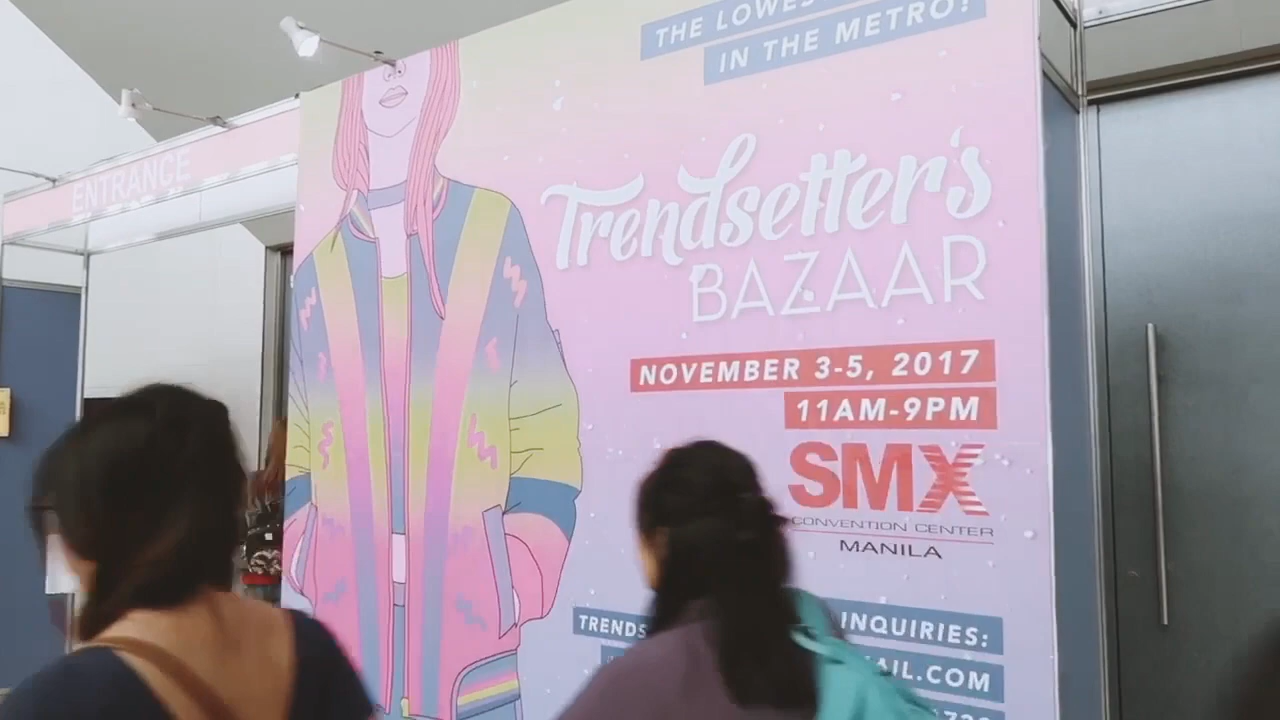 THE LOWES
IN THE METRO!
ENTRANCE
Trendsetter's
BAZAAR
NOVEMBER 3-5, 2017
11AM-9PM
SMX
CONVENTION CENTER
MANILA
TRENDS
INQUIRIES:
AIL.COM